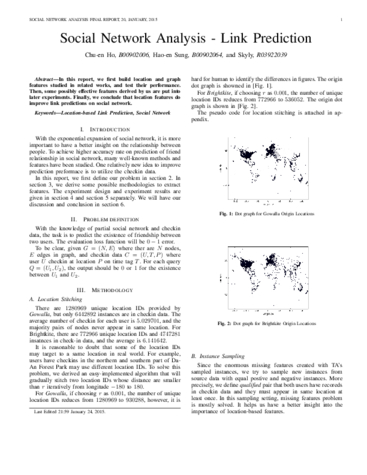 SOCIAL NETWORK ANALYSIS FINAL REPORT, 20, JANUARY, 2015
1
Social Network Analysis - Link Prediction
Chu-en Ho, B00902006, Hao-en Sung, B00902064, and Skyly, R03922039
Abstract—In this report, we first build location and graph
features studied in related works, and test their performance.
Then, some possibly effective features derived by us are put into
later experiments. Finally, we conclude that location features do
improve link predictions on social network.
Keywords—Location-based Link Prediction, Social Network
I. INTRODUCTION
With the exponential expansion of social network, it is more
important to have a better insight on the relationship between
people. To achieve higher accuracy rate on prediction of friend
relationship in social network, many well-known methods and
features have been studied. One relatively new idea to improve
prediction performance is to utilize the checkin data.
In this report, we first define our problem in section 2. In
section 3, we derive some possible methodologies to extract
features. The experiment design and experiment results are
given in section 4 and section 5 separately. We will have our
discussion and conclusion in section 6.
II. PROBLEM DEFINITION
With the knowledge of partial social network and checkin
data, the task is to predict the existence of friendship between
two users. The evaluation loss function will be 0 − 1 error.
To be clear, given G = (N, E) where ther are N nodes,
E edges in graph, and checkin data C = (U, T, P) where
user U checkin at location P on time tag T. For each query
Q = (U₁, U₂), the output should be 0 or 1 for the existence
between U₁ and U₂.
III. METHODOLOGY
A. Location Stitching
There are 1280969 unique location IDs provided by
Gowalla, but only 6442892 instances are in checkin data. The
average number of checkin for each user is 5.029701, and the
majority pairs of nodes never appear in same location. For
Brightkite, there are 772966 unique location IDs and 4747281
insatances in check-in data, and the average is 6.141642.
It is reasonable to doubt that some of the location IDs
may target to a same location in real world. For example,
users have checkins in the northern and southern part of Da-
An Forest Park may use different location IDs. To solve this
problem, we derived an easy-implemented algorithm that will
gradually stitch two location IDs whose distance are smaller
than r iteratively from longitude −180 to 180.
For Gowalla, if choosing r as 0.001, the number of unique
location IDs reduces from 1280969 to 930288, however, it is
Last Edited 21:59 January 24, 2015.
hard for human to identify the differences in figures. The origin
dot graph is shownned in [Fig. 1].
For Brightkite, if choosing r as 0.001, the number of unique
location IDs reduces from 772966 to 536052. The origin dot
graph is shownned in [Fig. 2].
The pseudo code for location stitching is attached in ap-
pendix.
Fig. 1: Dot graph for Gowalla Origin Locations
Fig. 2: Dot graph for Brightkite Origin Locations
B. Instance Sampling
Since the enormous missing features created with TA's
sampled instances, we try to sample new instances from
source data with equal postive and negative instances. More
precisely, we define qualified pair that both users have records
in checkin data and they must appear in same location at
least once. In this sampling setting, missing features problem
is mostly solved. It helps us have a better insight into the
importance of location-based features.